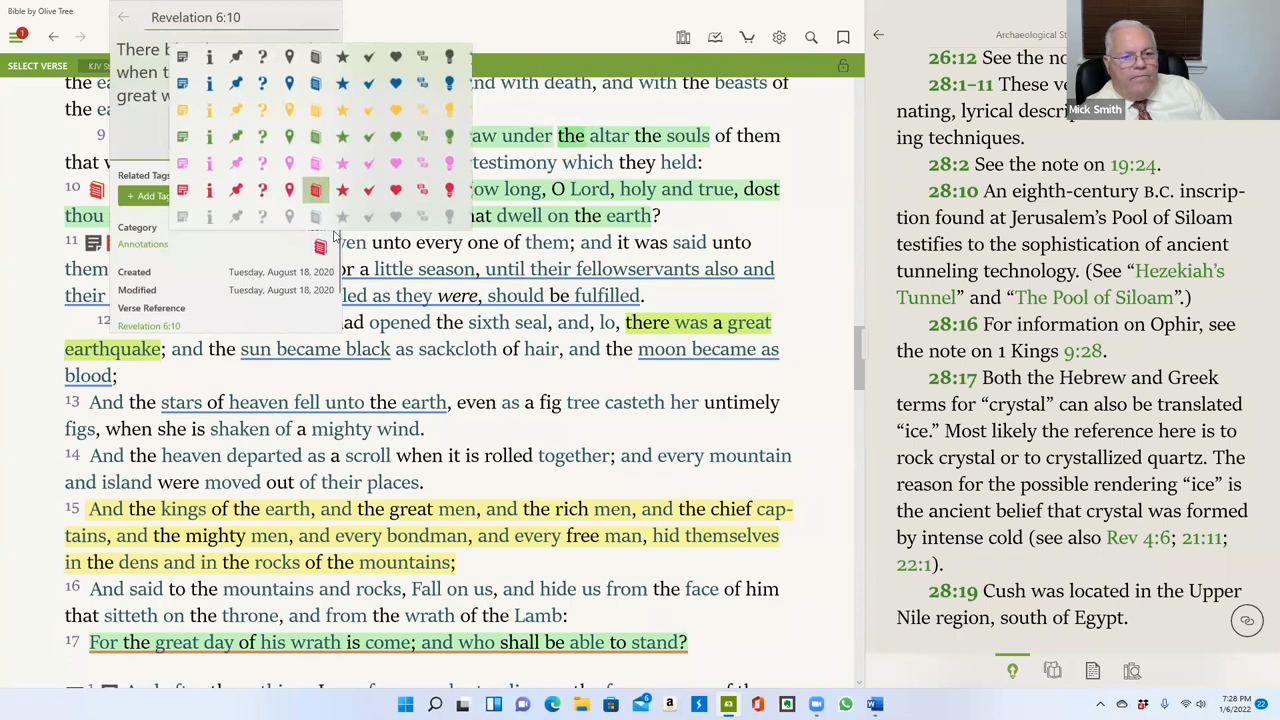 Bible by Olive Tree
Revelation 6:10
1
SELECT VERSE
KJV St
There b
when t
great w
Related Tags
Add Tag
Category
Annotations
Created
Tuesday, August 18, 2020
Modified
Tuesday, August 18, 2020
Verse Reference
Revelation 6:10
the ea
and with death, and with the beasts of
the ea
9
aw under the altar the souls of them
that w
testimony which they held:
10
ow long, O Lord, holy and true, dost
thou
hat dwell on the earth?
11
ven unto every one of them; and it was said unto
them
or a little season, until their fellowservants also and
their
led as they were, should be fulfilled.
12
ad opened the sixth seal, and, lo, there was a great
earthquake; and the sun became black as sackcloth of hair, and the moon became as
blood;
13 And the stars of heaven fell unto the earth, even as a fig tree casteth her untimely
figs, when she is shaken of a mighty wind.
14 And the heaven departed as a scroll when it is rolled together; and every mountain
and island were moved out of their places.
15 And the kings of the earth, and the great men, and the rich men, and the chief cap-
tains, and the mighty men, and every bondman, and every free man, hid themselves
in the dens and in the rocks of the mountains;
16 And said to the mountains and rocks, Fall on us, and hide us from the face of him
that sitteth on the throne, and from the wrath of the Lamb:
17 For the great day of his wrath is come; and who shall be able to stand?
Archaeological St
26:12 See the no
28:1–11 These v
nating, lyrical descrip
ing techniques.
28:2 See the note on 19:24.
28:10 An eighth-century B.C. inscrip-
tion found at Jerusalem’s Pool of Siloam
testifies to the sophistication of ancient
tunneling technology. (See “Hezekiah’s
Tunnel” and “The Pool of Siloam”.)
28:16 For information on Ophir, see
the note on 1 Kings 9:28.
28:17 Both the Hebrew and Greek
terms for “crystal” can also be translated
“ice.” Most likely the reference here is to
rock crystal or to crystallized quartz. The
reason for the possible rendering “ice” is
the ancient belief that crystal was formed
by intense cold (see also Rev 4:6; 21:11;
22:1).
28:19 Cush was located in the Upper
Nile region, south of Egypt.
Mick Smith
7:28 PM
1/6/2022
22